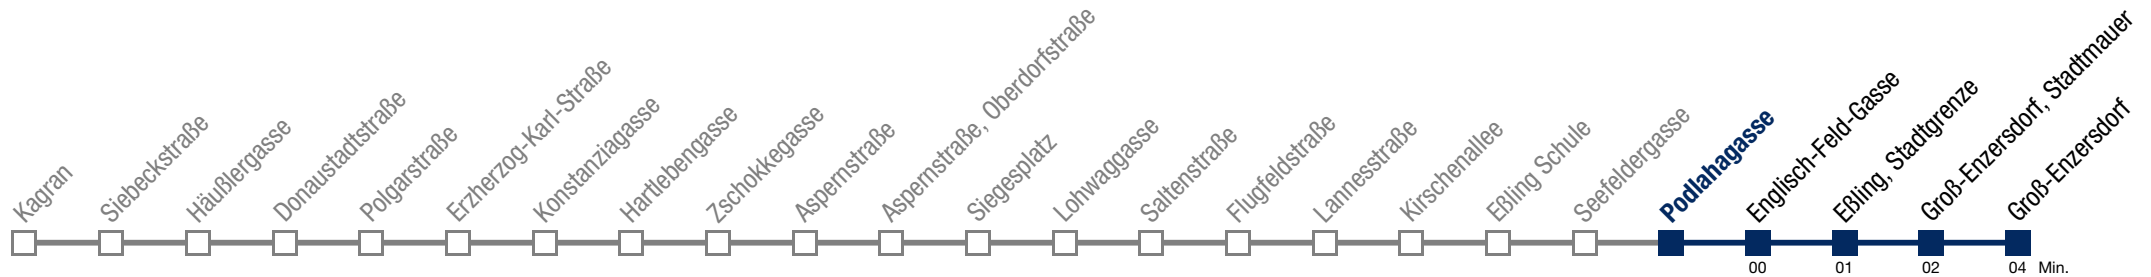 Kagran
Siebeckstraße
Häußlergasse
Donaustadtstraße
Polgarstraße
Erzherzog-Karl-Straße
Konstanziagasse
Hartlebengasse
Zschokkegasse
Aspernstraße
Aspernstraße, Oberdorfstraße
Siegesplatz
Lohwaggasse
Saltenstraße
Flugfeldstraße
Lannesstraße
Kirschenallee
Eßling Schule
Seefeldergasse
Podlahagasse
Englisch-Feld-Gasse
Eßling, Stadtgrenze
Groß-Enzersdorf, Stadtmauer
Groß-Enzersdorf
00 01 02 04 Min.